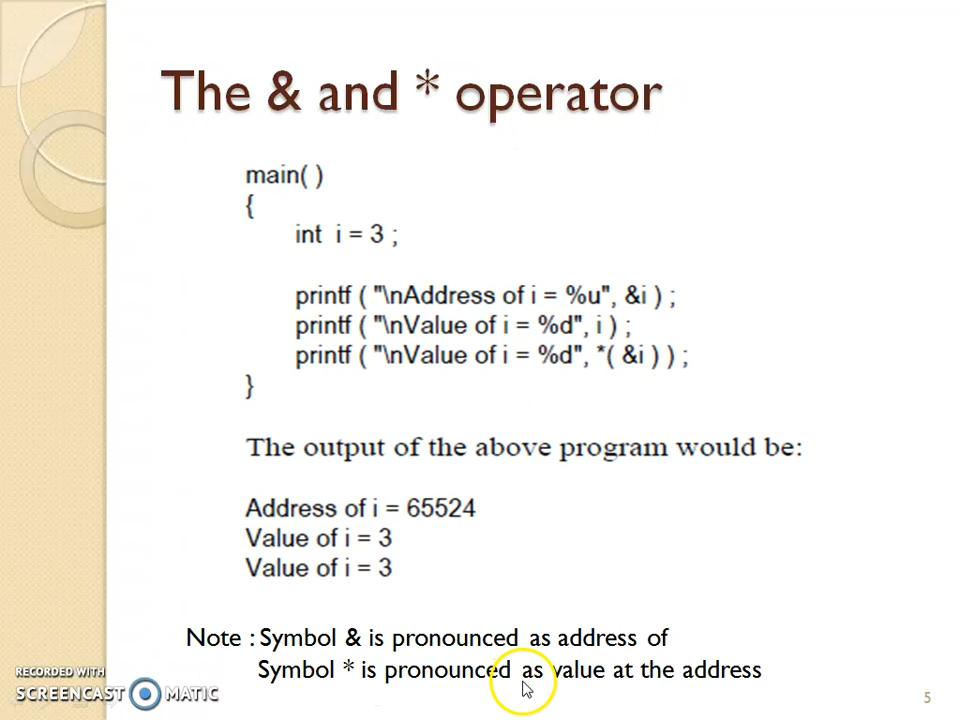 The & and * operator
main( )
{
int i = 3 ;
printf ( "\nAddress of i = %u", &i ) ;
printf ( "\nValue of i = %d", i ) ;
printf ( "\nValue of i = %d", *( &i ) ) ;
}
The output of the above program would be:
Address of i = 65524
Value of i = 3
Value of i = 3
Note : Symbol & is pronounced as address of
Symbol * is pronounced as value at the address
RECORDED WITH
SCREENCAST MATIC
5